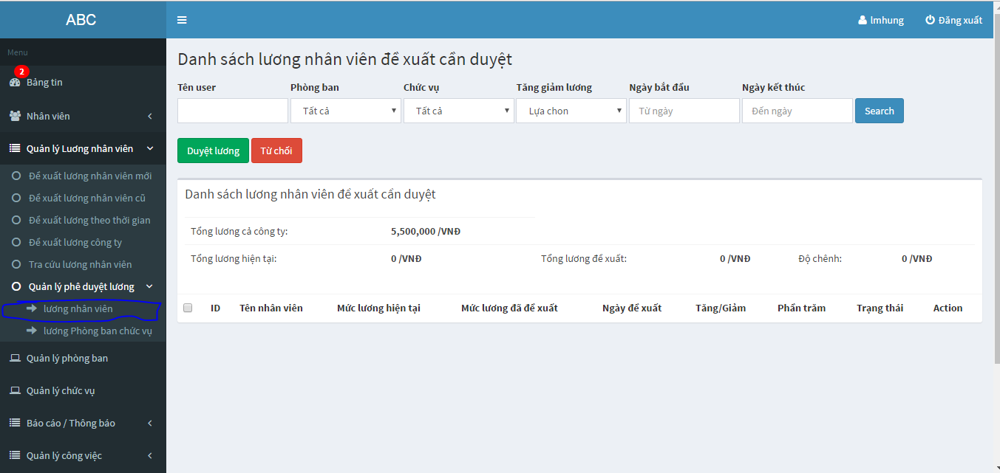 ABC
lmhung Đăng xuất
Menu
2
Bảng tin
Nhân viên
Quản lý Lương nhân viên
Đề xuất lương nhân viên mới
Đề xuất lương nhân viên cũ
Đề xuất lương theo thời gian
Đề xuất lương công ty
Tra cứu lương nhân viên
Quản lý phê duyệt lương
lương nhân viên
lương Phòng ban chức vụ
Quản lý phòng ban
Quản lý chức vụ
Báo cáo / Thông báo
Quản lý công việc
Danh sách lương nhân viên đề xuất cần duyệt
Tên user Phòng ban Chức vụ Tăng giảm lương Ngày bắt đầu Ngày kết thúc
Tất cả Tất cả Lựa chon Từ ngày Đến ngày Search
Duyệt lương Từ chối
Danh sách lương nhân viên đề xuất cần duyệt
Tổng lương cả công ty: 5,500,000 /VNĐ
Tổng lương hiện tại: 0 /VNĐ Tổng lương đề xuất: 0 /VNĐ Độ chênh: 0 /VNĐ
ID Tên nhân viên Mức lương hiện tại Mức lương đã đề xuất Ngày đề xuất Tăng/Giảm Phần trăm Trạng thái Action